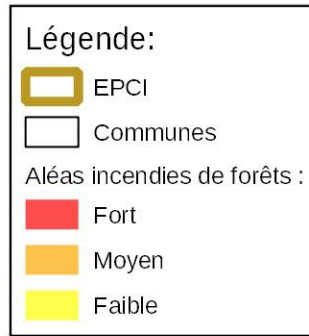 Légende:
EPCI
Communes
Aléas incendies de forêts :
Fort
Moyen
Faible